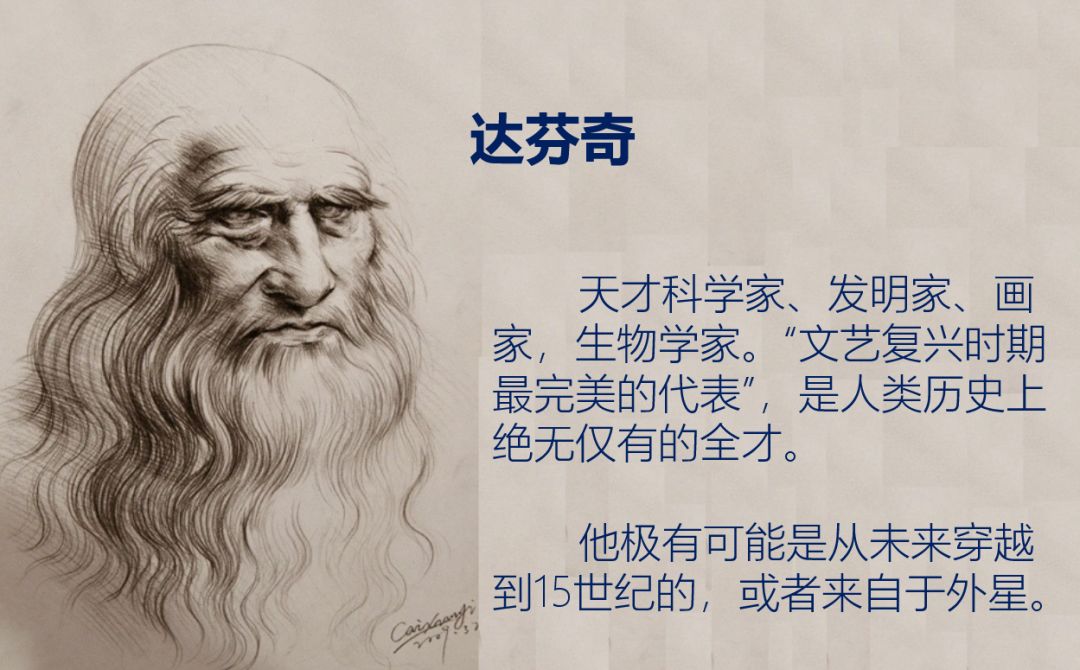 达芬奇
天才科学家、发明家、画
家，生物学家。“文艺复兴时期
最完美的代表”，是人类历史上
绝无仅有的全才。
他极有可能是从未来穿越
到15世纪的，或者来自于外星。